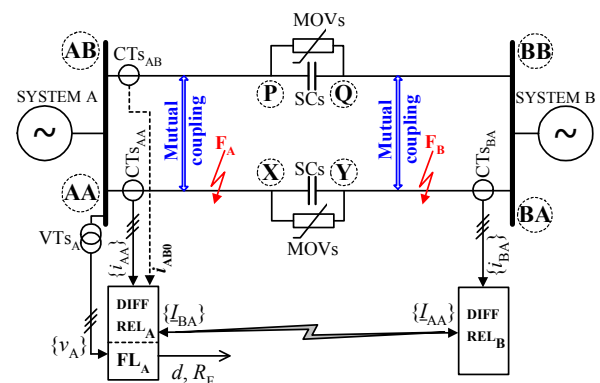 AB
CTs_AB
MOVs
BB
P
SCs
Q
SYSTEM A
~
Mutual coupling
Mutual coupling
SYSTEM B
~
CTs_AA
F_A
X
SCs
Y
F_B
CTs_BA
AA
MOVs
BA
VTs_A
{i_AA}
i_AB0
{i_BA}
DIFF
REL_A
{I_BA}
{I_AA}
DIFF
REL_B
{v_A}
FL_A
d, R_F